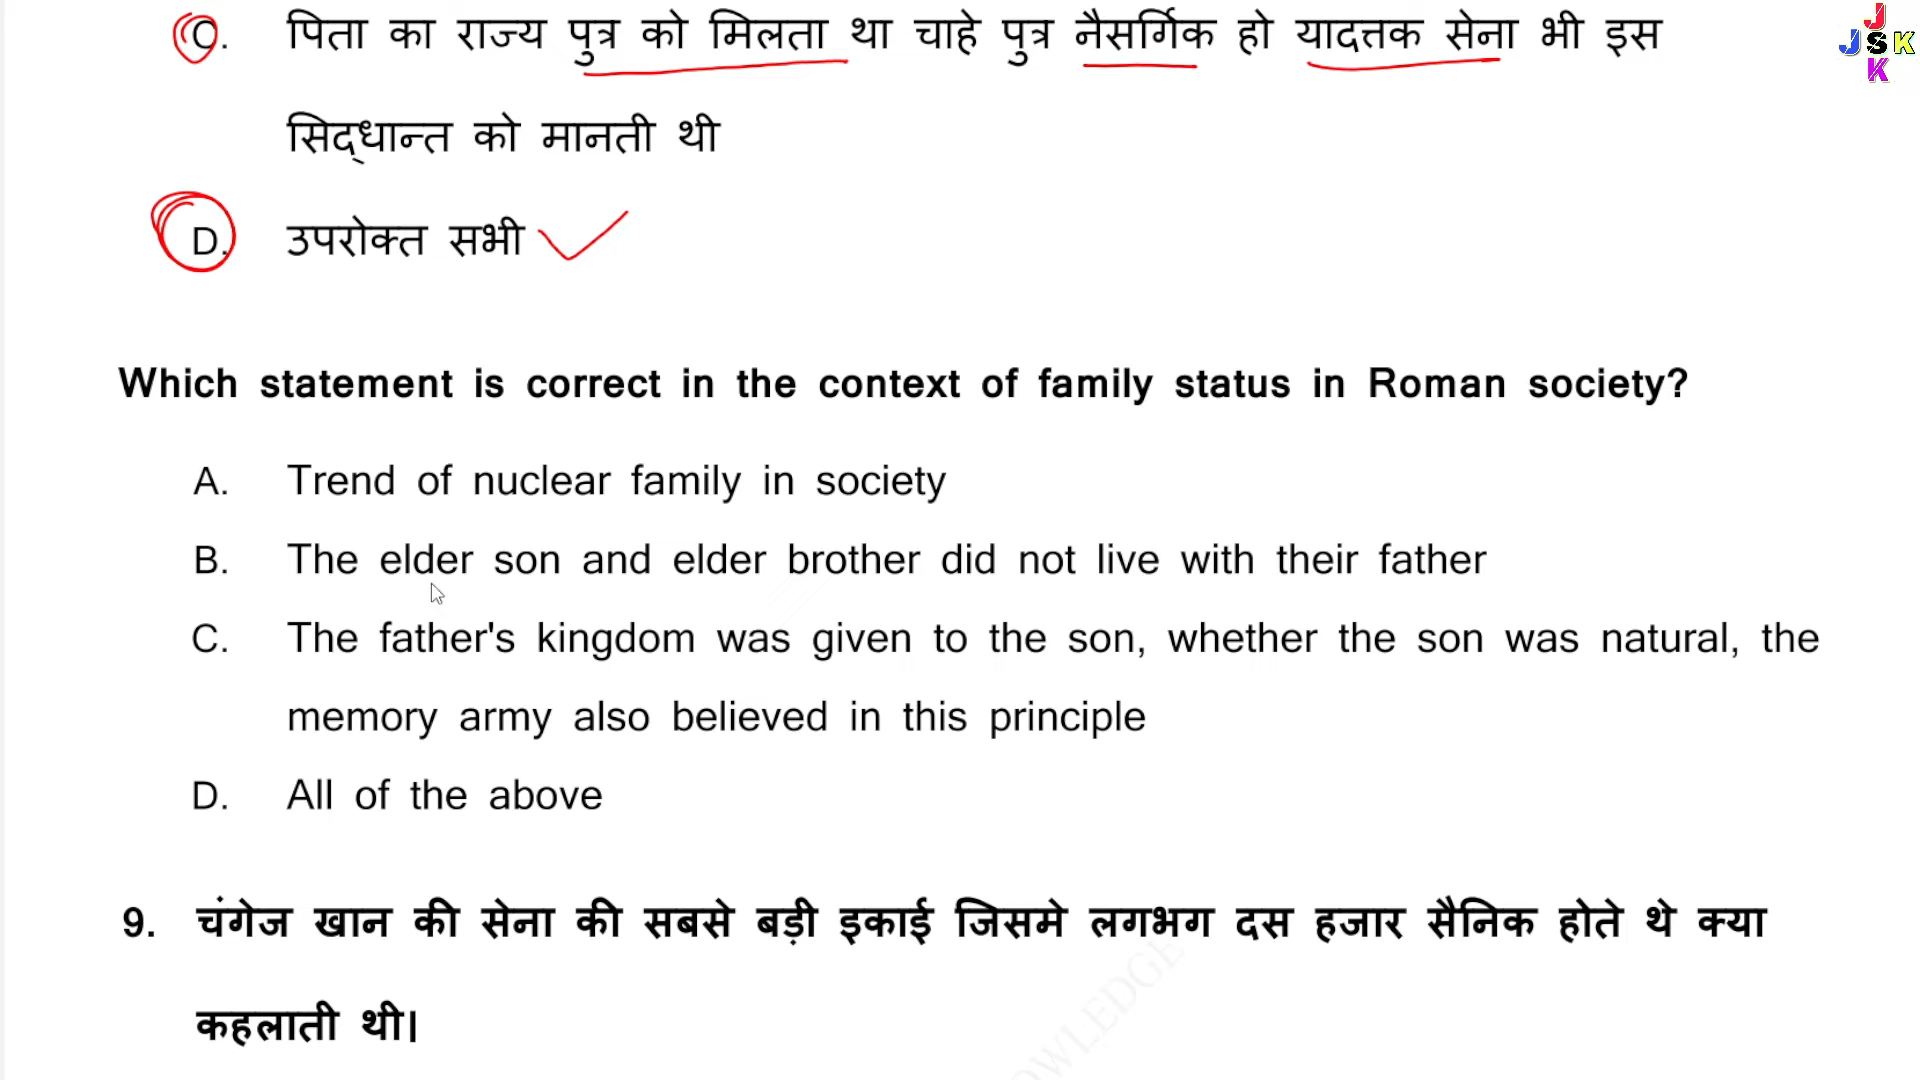 C. पिता का राज्य पुत्र को मिलता था चाहे पुत्र नैसर्गिक हो यादत्तक सेना भी इस
सिद्धान्त को मानती थी
D. उपरोक्त सभी
Which statement is correct in the context of family status in Roman society?
A. Trend of nuclear family in society
B. The elder son and elder brother did not live with their father
C. The father's kingdom was given to the son, whether the son was natural, the
memory army also believed in this principle
D. All of the above
9. चंगेज खान की सेना की सबसे बड़ी इकाई जिसमे लगभग दस हजार सैनिक होते थे क्या
कहलाती थी।
J
JSK
K